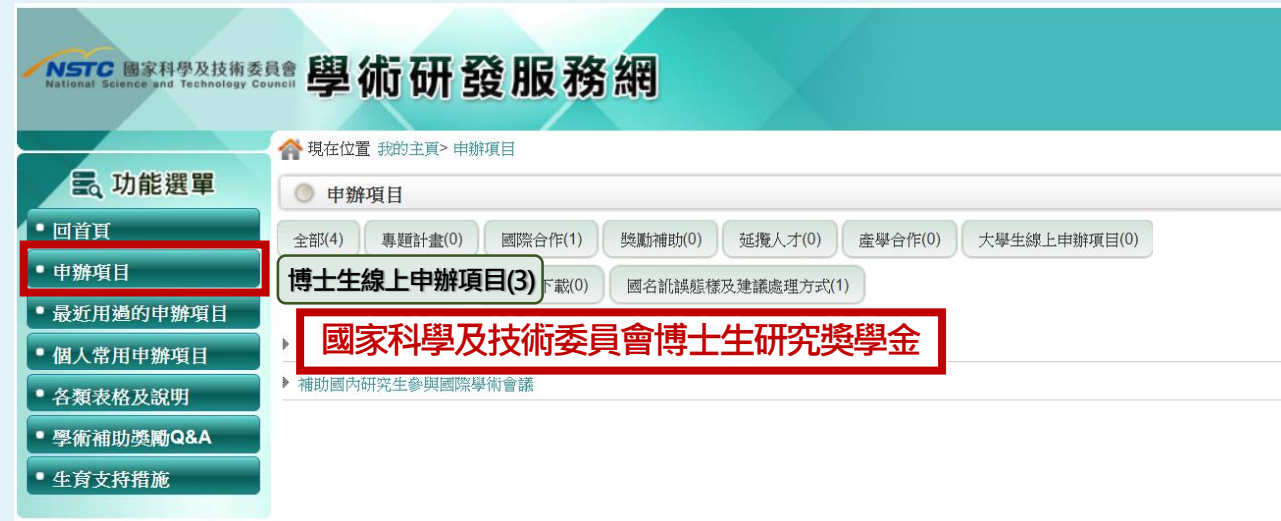 NSTC 國家科學及技術委員會
National Science and Technology Council
學術研發服務網
現在位置 我的主頁> 申辦項目
功能選單
回首頁
申辦項目
最近用過的申辦項目
個人常用申辦項目
各類表格及說明
學術補助獎勵Q&A
生育支持措施
申辦項目
全部(4) 專題計畫(0) 國際合作(1) 獎勵補助(0) 延攬人才(0) 產學合作(0) 大學生線上申辦項目(0)
博士生線上申辦項目(3) 下載(0) 國名訛誤態樣及建議處理方式(1)
國家科學及技術委員會博士生研究獎學金
補助國內研究生參與國際學術會議